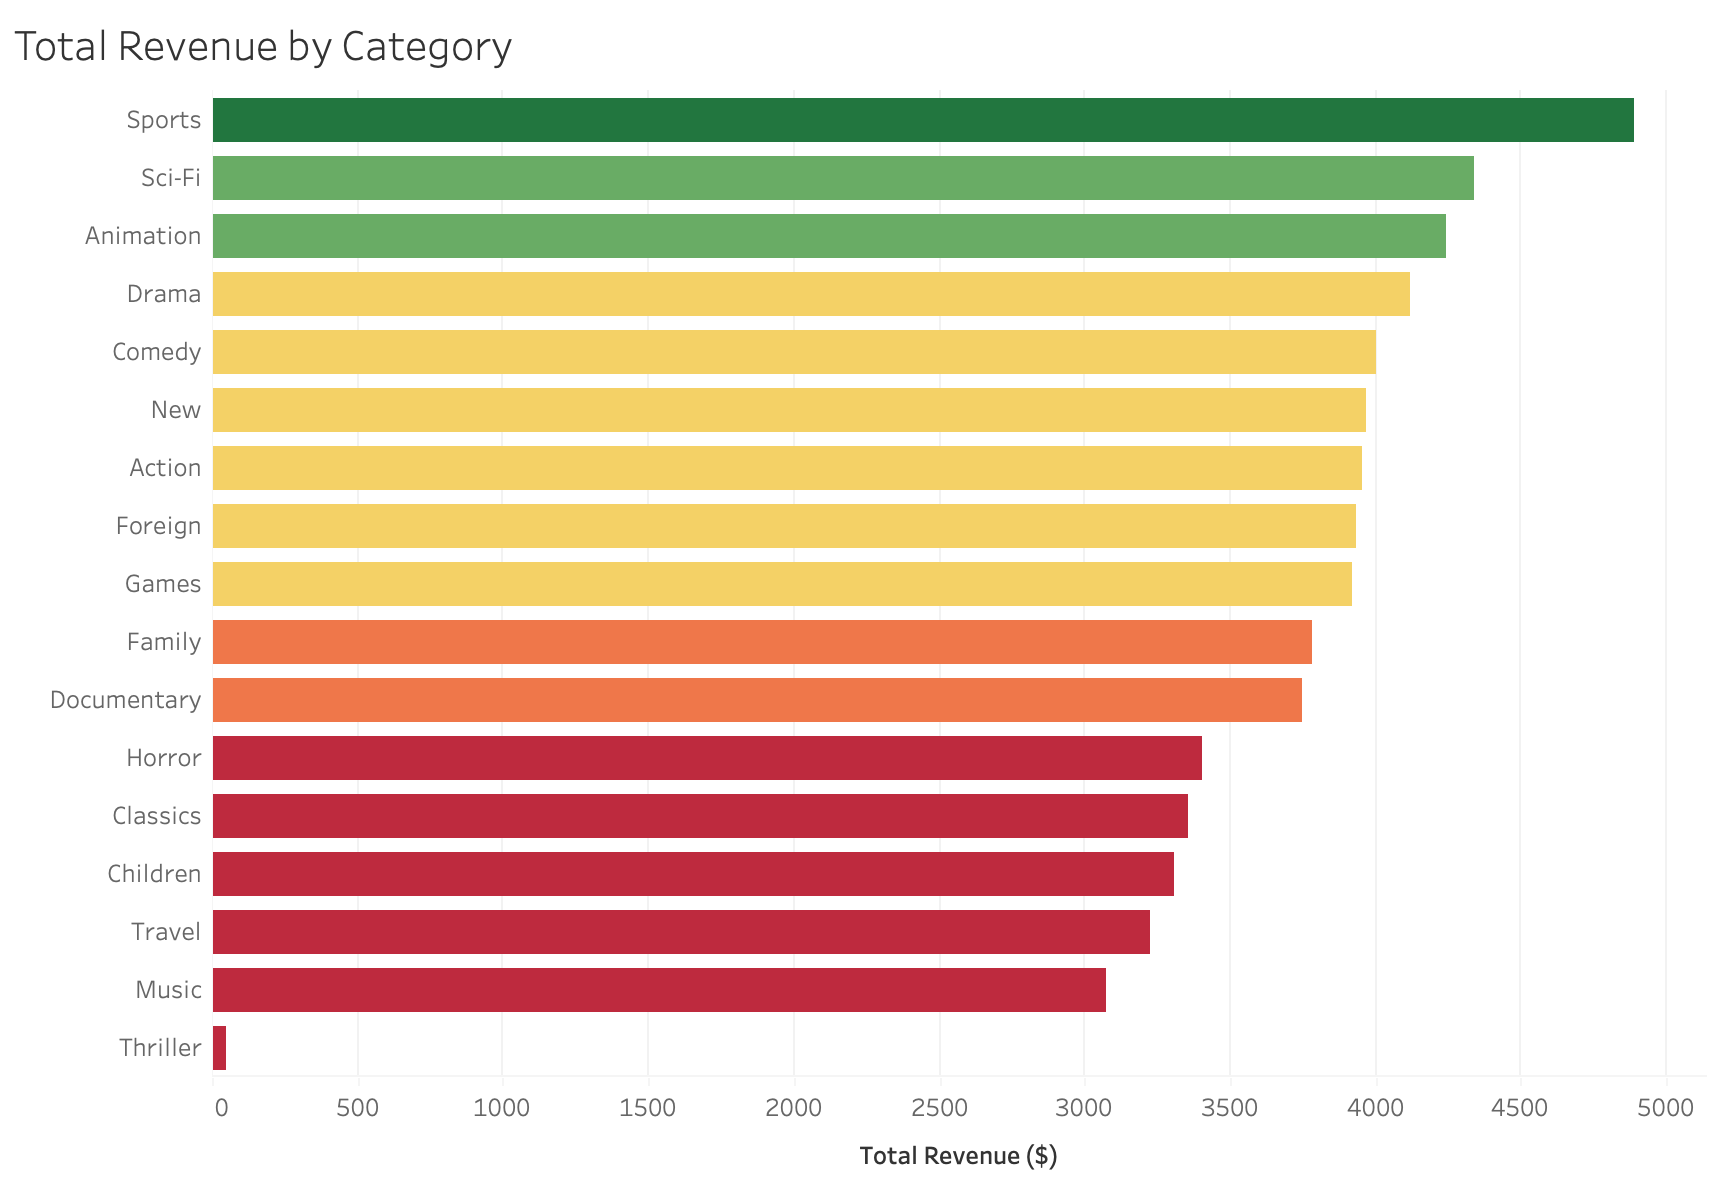 Total Revenue by Category
Sports
Sci-Fi
Animation
Drama
Comedy
New
Action
Foreign
Games
Family
Documentary
Horror
Classics
Children
Travel
Music
Thriller
0 500 1000 1500 2000 2500 3000 3500 4000 4500 5000
Total Revenue ($)